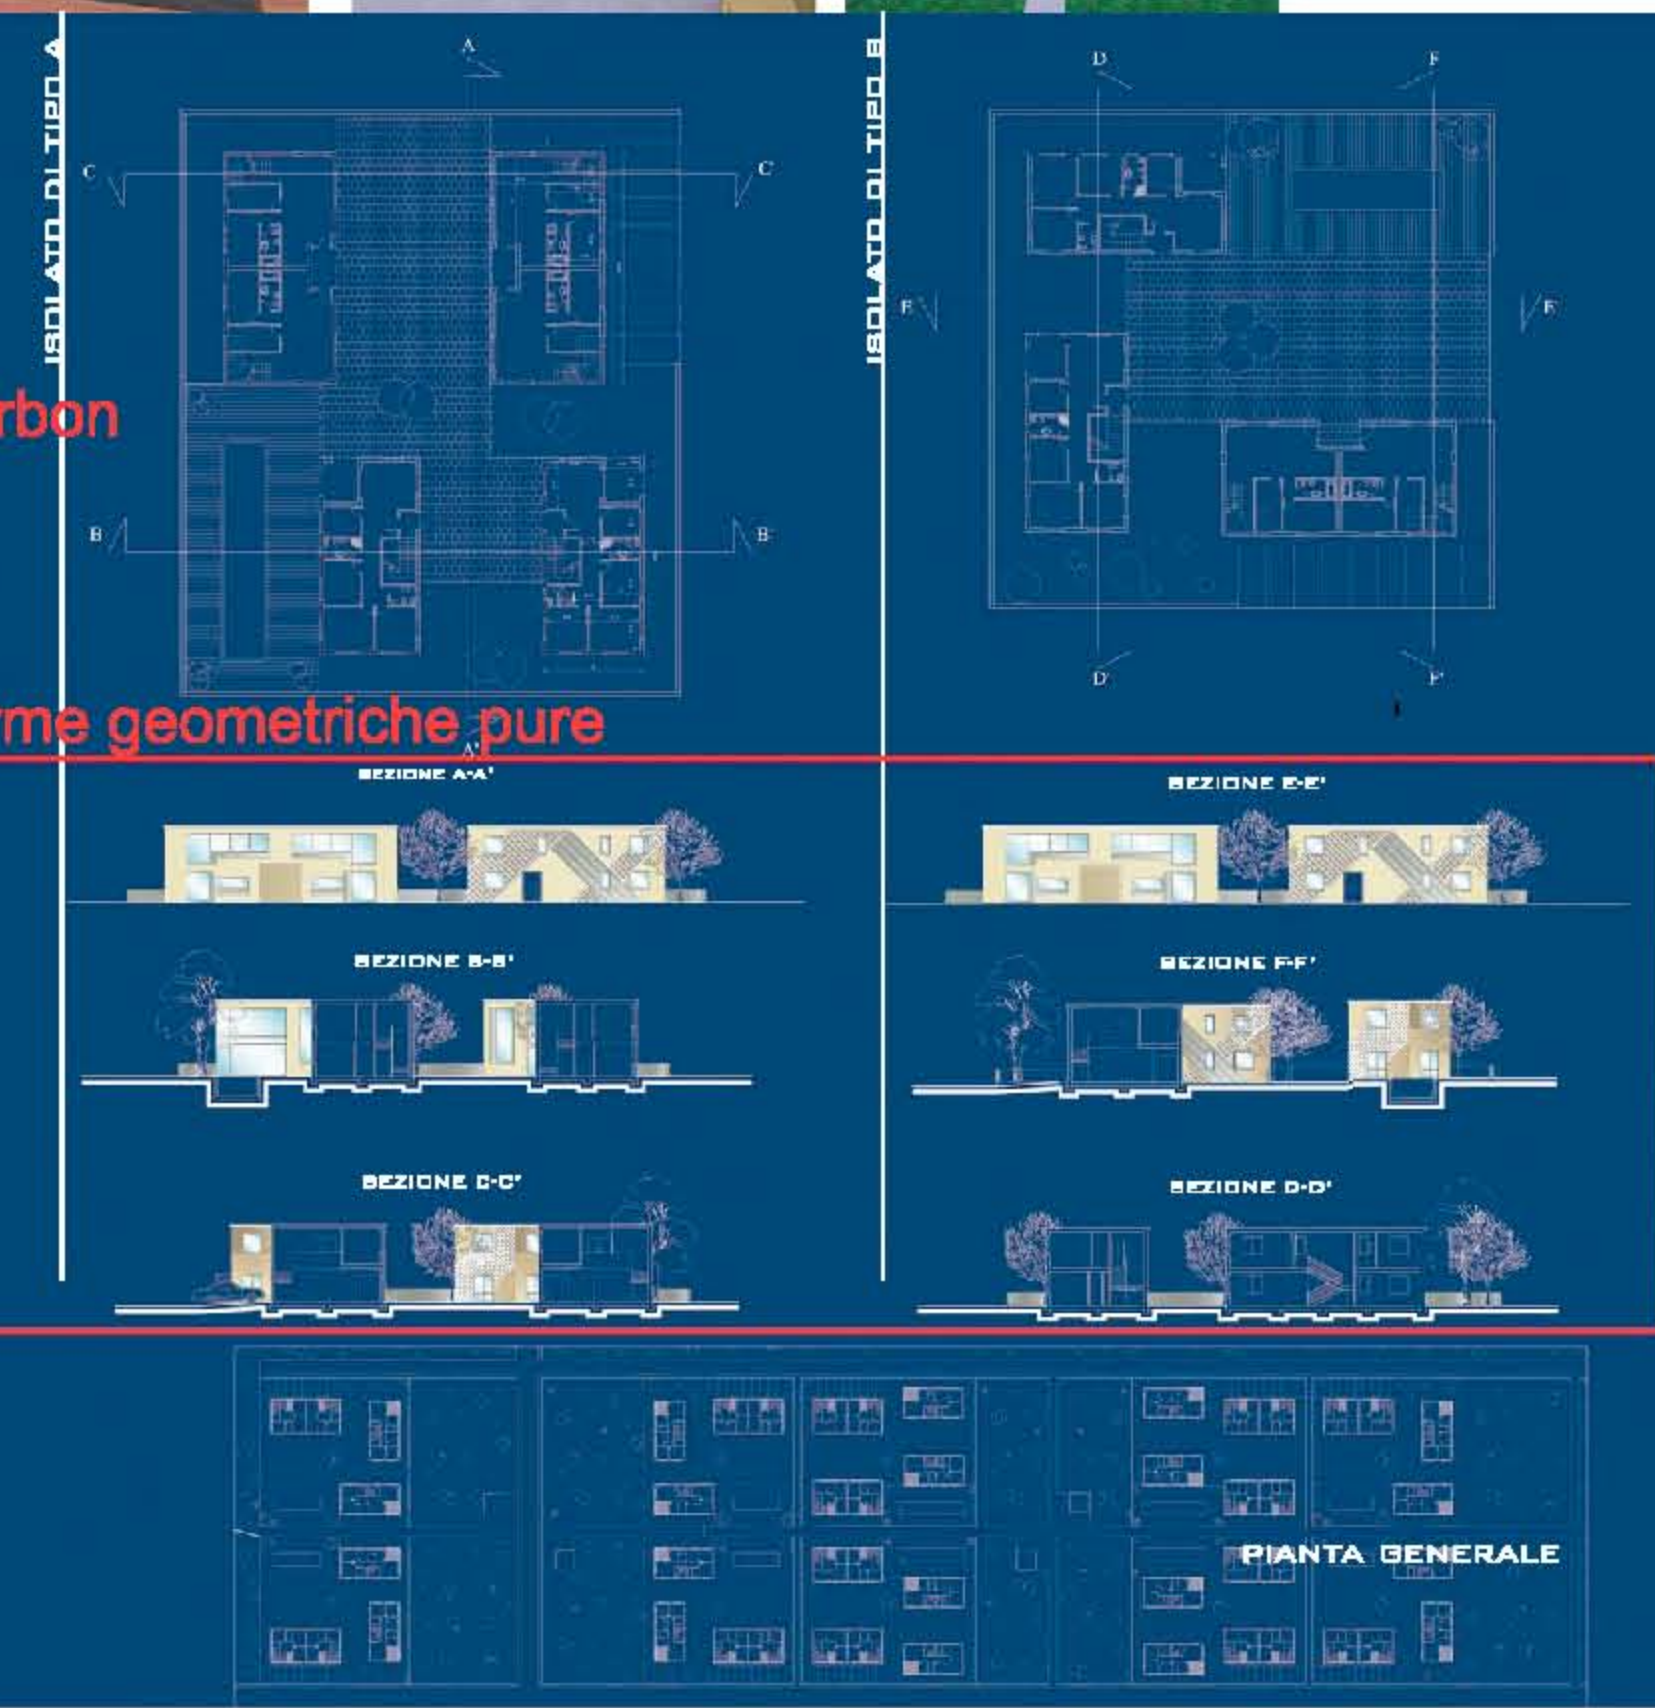 ISOLATO DI TIPO A
A
C
C'
B
B'
A'
ISOLATO DI TIPO B
D
F
E
E'
D'
F'
rbon
rme geometriche pure
SEZIONE A-A'
SEZIONE E-E'
SEZIONE B-B'
SEZIONE F-F'
SEZIONE C-C'
SEZIONE D-D'
PIANTA GENERALE